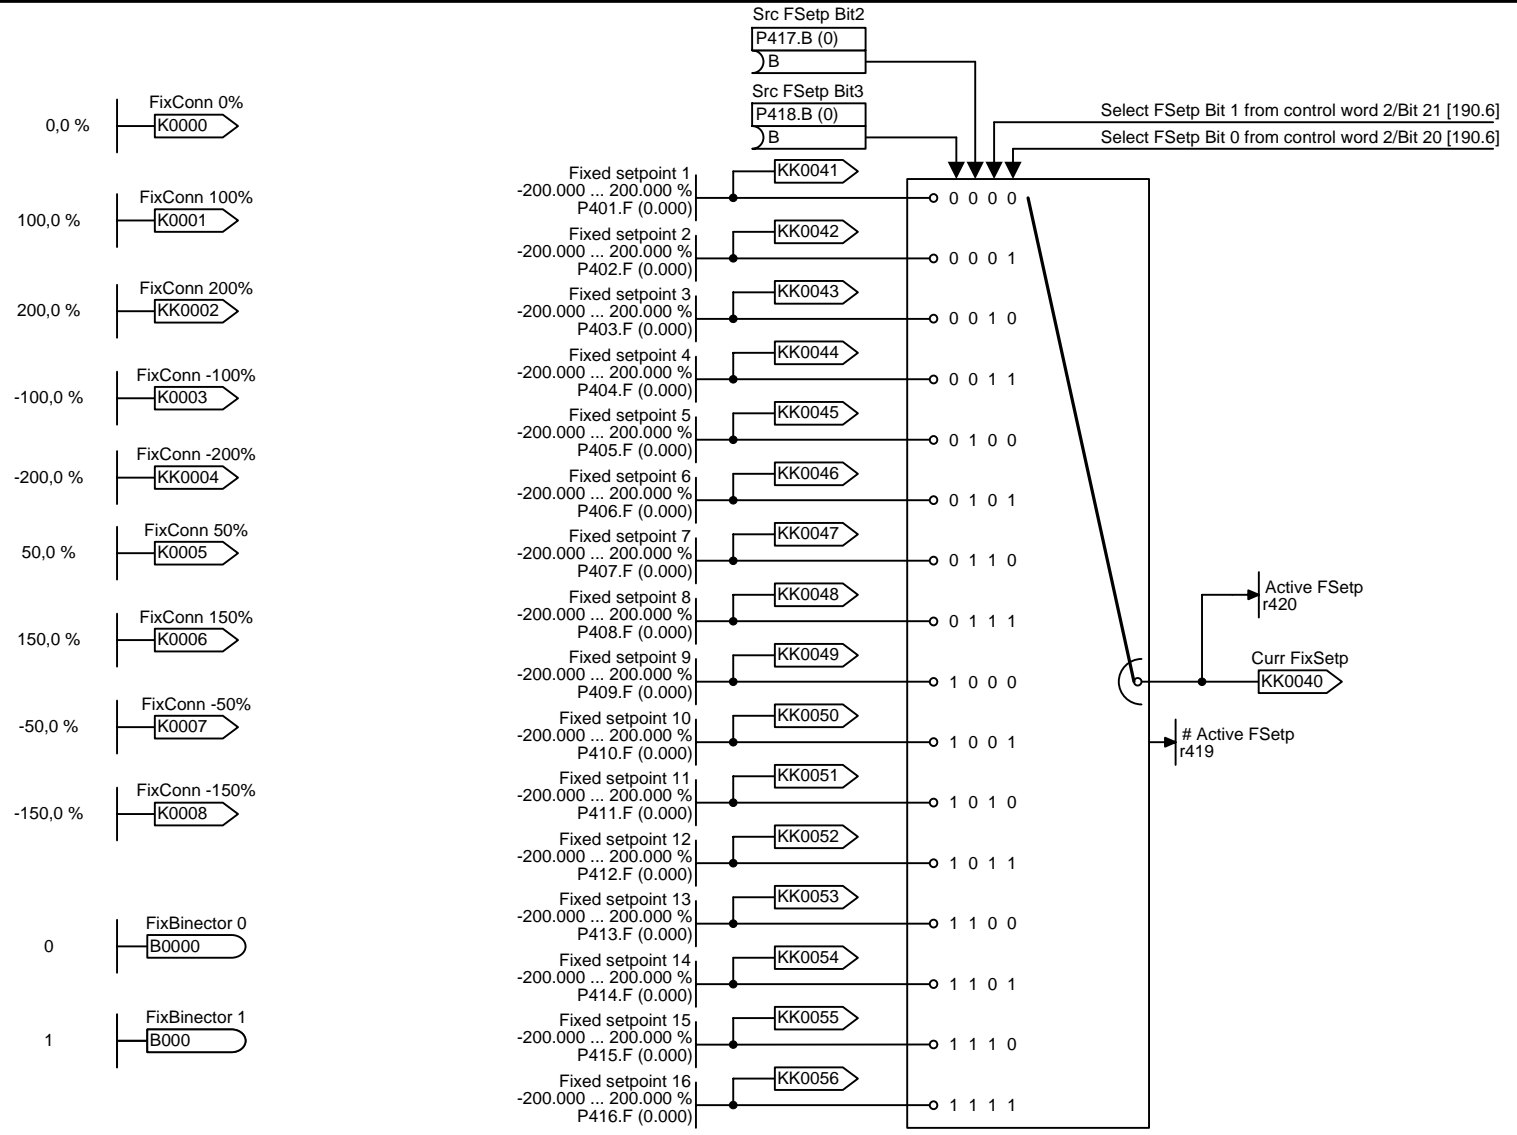 0,0 %
FixConn 0%
K0000
100,0 %
FixConn 100%
K0001
200,0 %
FixConn 200%
KK0002
-100,0 %
FixConn -100%
K0003
-200,0 %
FixConn -200%
KK0004
50,0 %
FixConn 50%
K0005
150,0 %
FixConn 150%
K0006
-50,0 %
FixConn -50%
K0007
-150,0 %
FixConn -150%
K0008
0
FixBinector 0
B0000
1
FixBinector 1
B000
Src FSetp Bit2
P417.B (0)
B
Src FSetp Bit3
P418.B (0)
B
Select FSetp Bit 1 from control word 2/Bit 21 [190.6]
Select FSetp Bit 0 from control word 2/Bit 20 [190.6]
Fixed setpoint 1
-200.000 ... 200.000 %
P401.F (0.000)
KK0041
0 0 0 0
Fixed setpoint 2
-200.000 ... 200.000 %
P402.F (0.000)
KK0042
0 0 0 1
Fixed setpoint 3
-200.000 ... 200.000 %
P403.F (0.000)
KK0043
0 0 1 0
Fixed setpoint 4
-200.000 ... 200.000 %
P404.F (0.000)
KK0044
0 0 1 1
Fixed setpoint 5
-200.000 ... 200.000 %
P405.F (0.000)
KK0045
0 1 0 0
Fixed setpoint 6
-200.000 ... 200.000 %
P406.F (0.000)
KK0046
0 1 0 1
Fixed setpoint 7
-200.000 ... 200.000 %
P407.F (0.000)
KK0047
0 1 1 0
Fixed setpoint 8
-200.000 ... 200.000 %
P408.F (0.000)
KK0048
0 1 1 1
Fixed setpoint 9
-200.000 ... 200.000 %
P409.F (0.000)
KK0049
1 0 0 0
Fixed setpoint 10
-200.000 ... 200.000 %
P410.F (0.000)
KK0050
1 0 0 1
Fixed setpoint 11
-200.000 ... 200.000 %
P411.F (0.000)
KK0051
1 0 1 0
Fixed setpoint 12
-200.000 ... 200.000 %
P412.F (0.000)
KK0052
1 0 1 1
Fixed setpoint 13
-200.000 ... 200.000 %
P413.F (0.000)
KK0053
1 1 0 0
Fixed setpoint 14
-200.000 ... 200.000 %
P414.F (0.000)
KK0054
1 1 0 1
Fixed setpoint 15
-200.000 ... 200.000 %
P415.F (0.000)
KK0055
1 1 1 0
Fixed setpoint 16
-200.000 ... 200.000 %
P416.F (0.000)
KK0056
1 1 1 1
Active FSetp
r420
Curr FixSetp
KK0040
# Active FSetp
r419